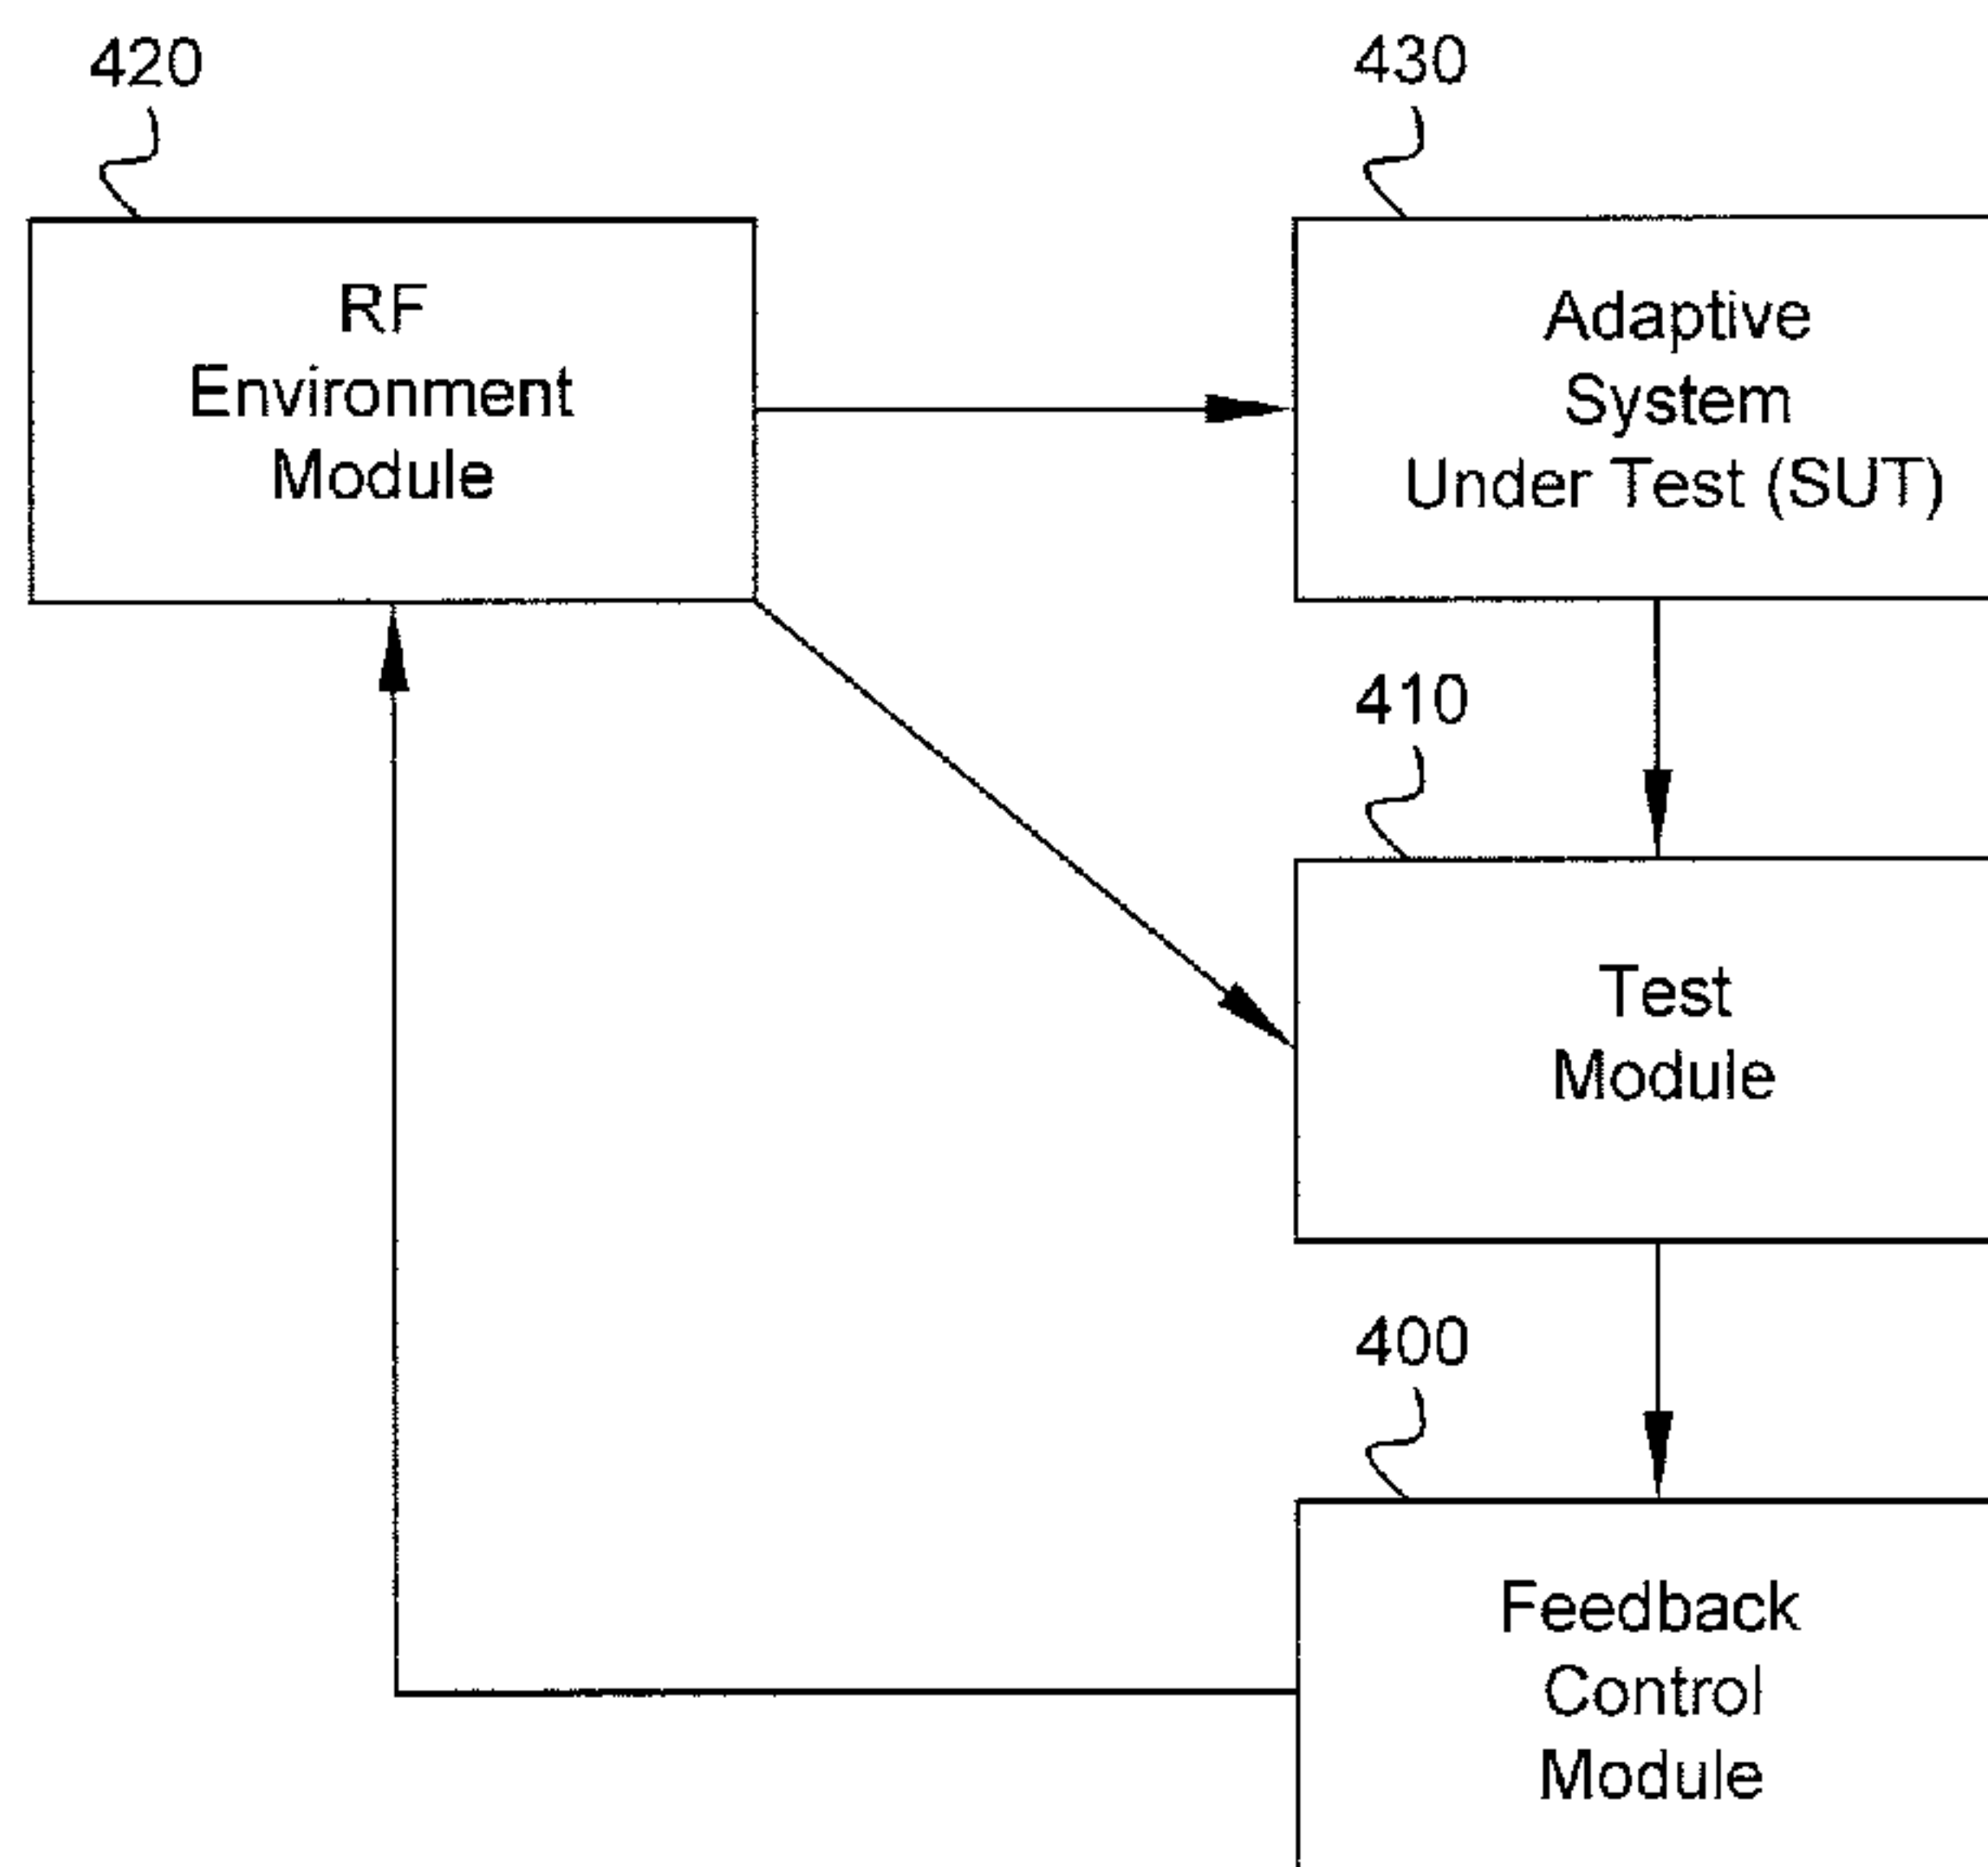 420
430
RF
Environment
Module
Adaptive
System
Under Test (SUT)
410
Test
Module
400
Feedback
Control
Module